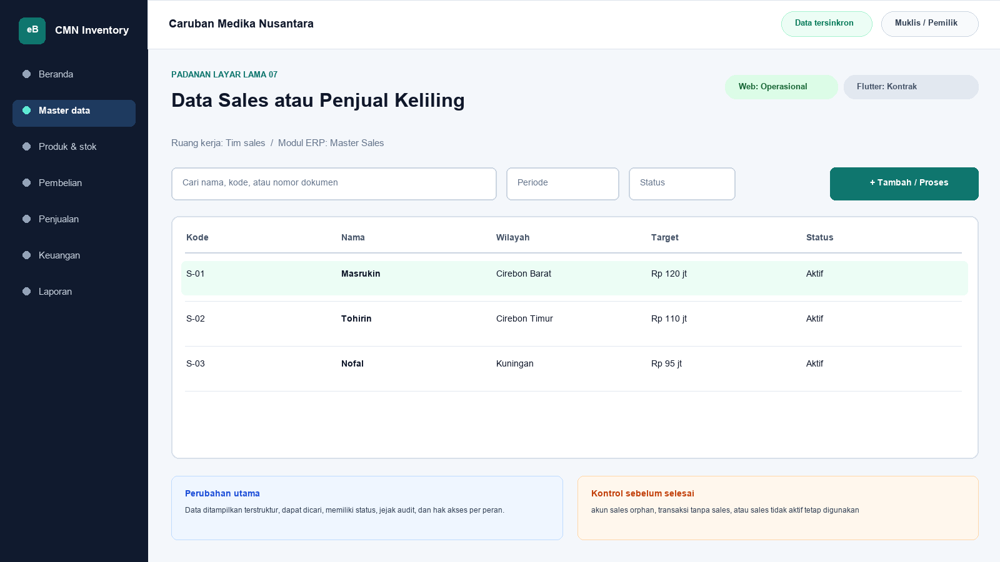 eB
CMN Inventory
Beranda
Master data
Produk & stok
Pembelian
Penjualan
Keuangan
Laporan
Caruban Medika Nusantara
Data tersinkron
Muklis / Pemilik
PADANAN LAYAR LAMA 07
Data Sales atau Penjual Keliling
Web: Operasional
Flutter: Kontrak
Ruang kerja: Tim sales / Modul ERP: Master Sales
Cari nama, kode, atau nomor dokumen
Periode
Status
+ Tambah / Proses
Kode Nama Wilayah Target Status
S-01 Masrukin Cirebon Barat Rp 120 jt Aktif
S-02 Tohirin Cirebon Timur Rp 110 jt Aktif
S-03 Nofal Kuningan Rp 95 jt Aktif
Perubahan utama
Data ditampilkan terstruktur, dapat dicari, memiliki status, jejak audit, dan hak akses per peran.
Kontrol sebelum selesai
akun sales orphan, transaksi tanpa sales, atau sales tidak aktif tetap digunakan